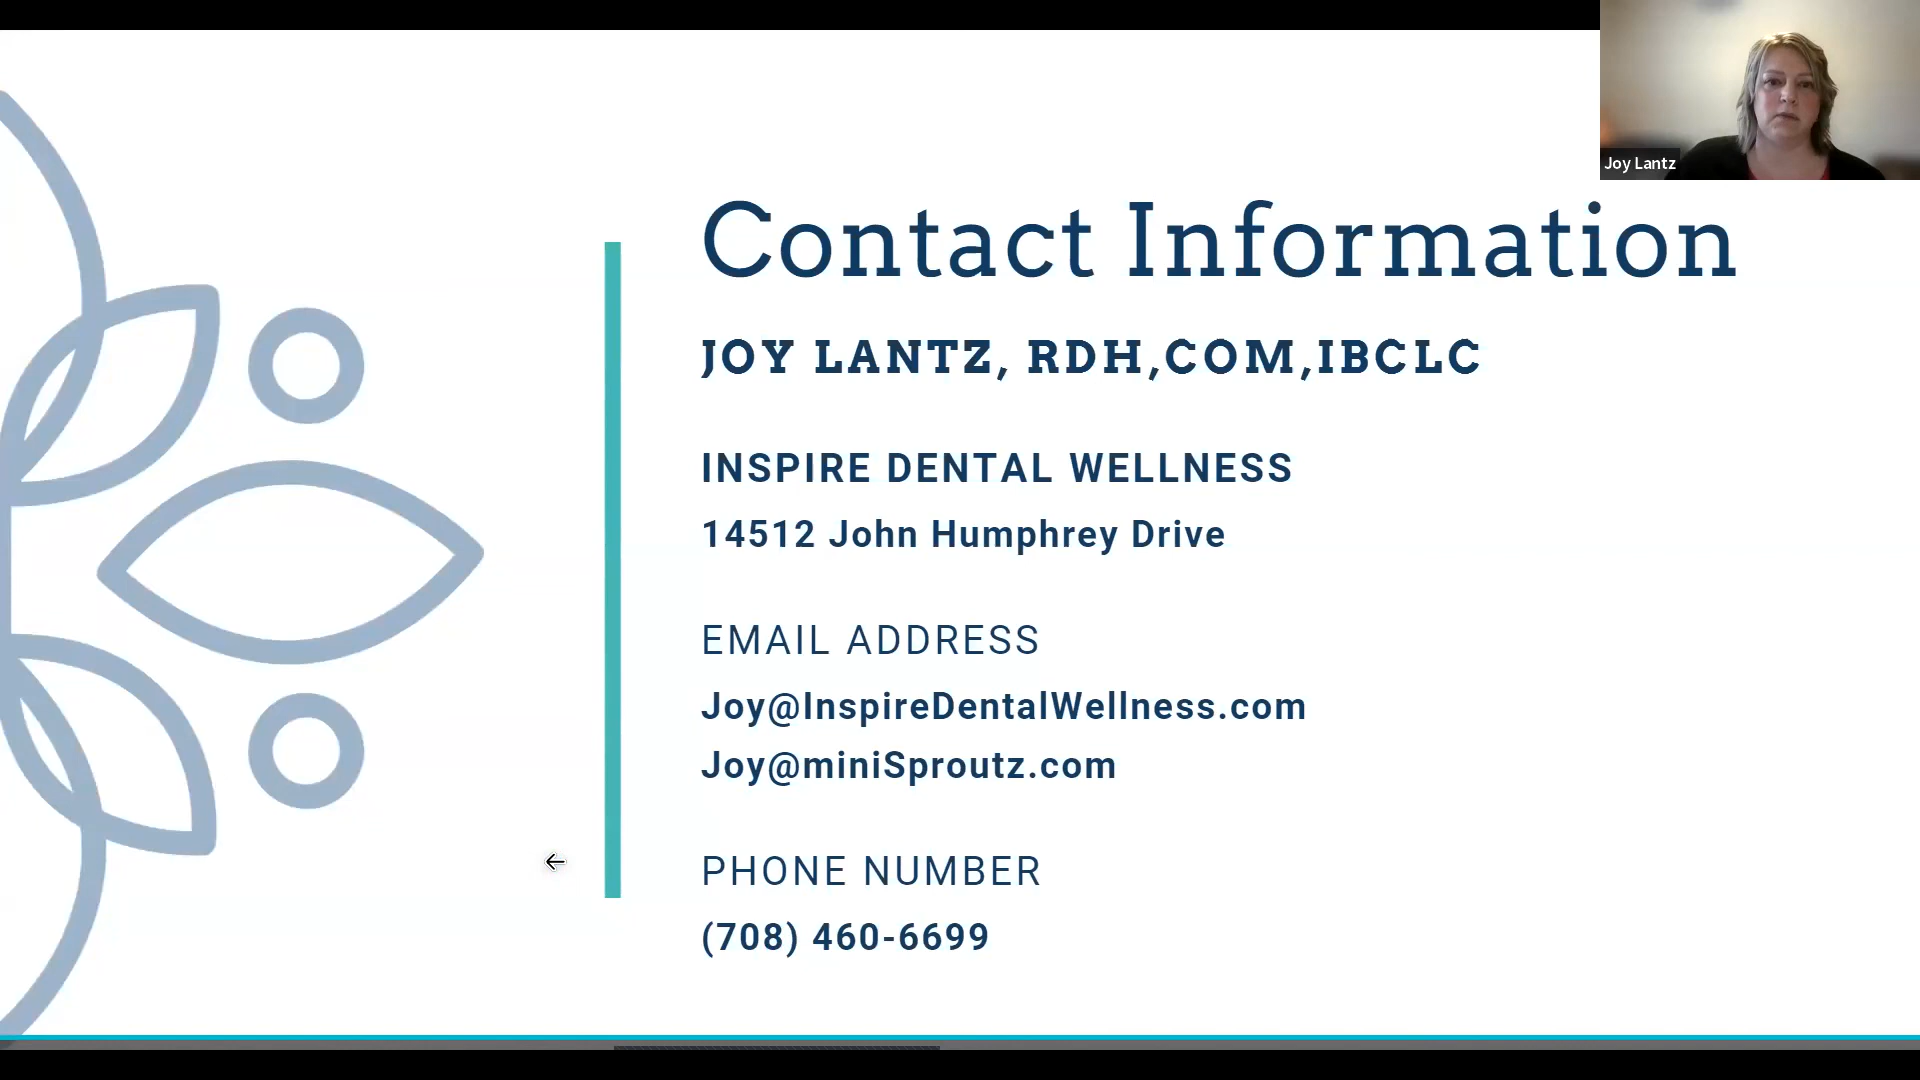 Joy Lantz
Contact Information
JOY LANTZ, RDH,COM,IBCLC
INSPIRE DENTAL WELLNESS
14512 John Humphrey Drive
EMAIL ADDRESS
Joy@InspireDentalWellness.com
Joy@miniSproutz.com
PHONE NUMBER
(708) 460-6699